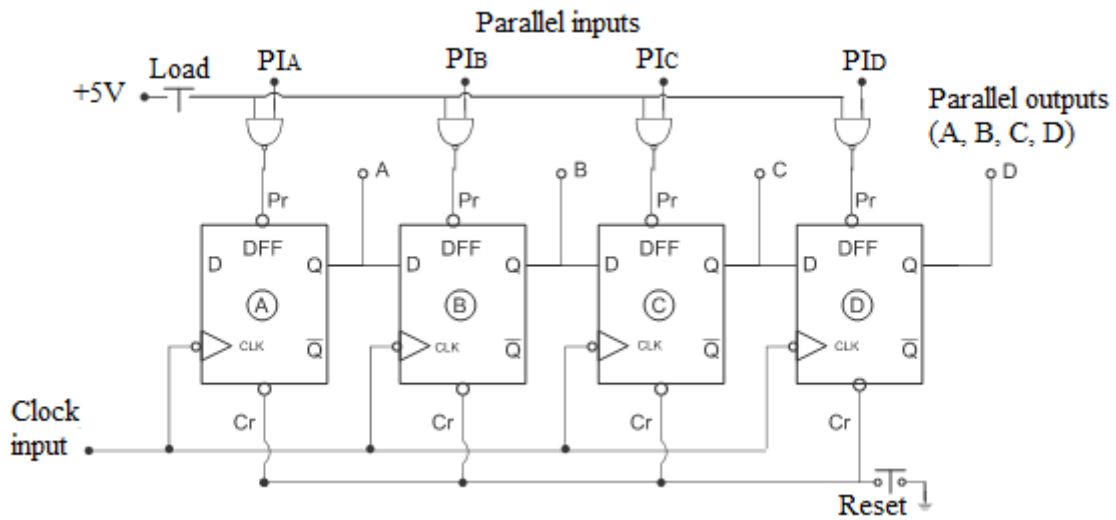 Parallel inputs
Load PIA PIB PIC PID
+5V
Parallel outputs
(A, B, C, D)
A B C D
Pr Pr Pr Pr
DFF DFF DFF DFF
D Q D Q D Q D Q
A B C D
CLK Q̅ CLK Q̅ CLK Q̅ CLK Q̅
Clock
input
Cr Cr Cr Cr
Reset